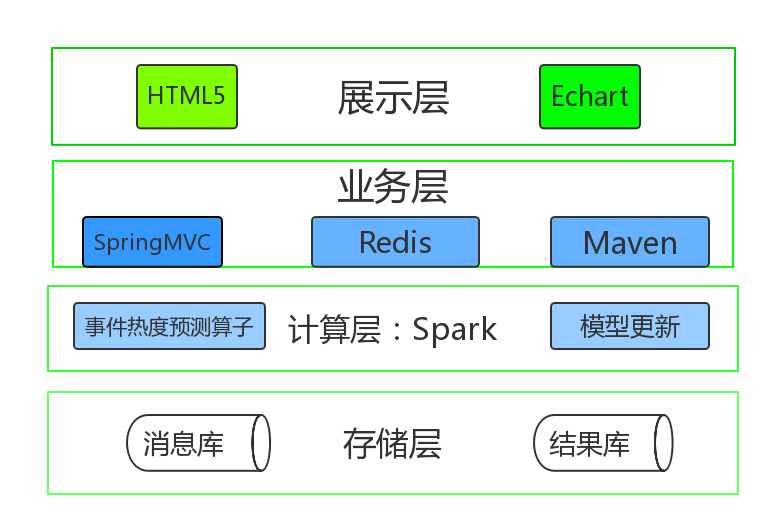 HTML5
展示层
Echart
业务层
SpringMVC
Redis
Maven
事件热度预测算子
计算层：Spark
模型更新
消息库
存储层
结果库